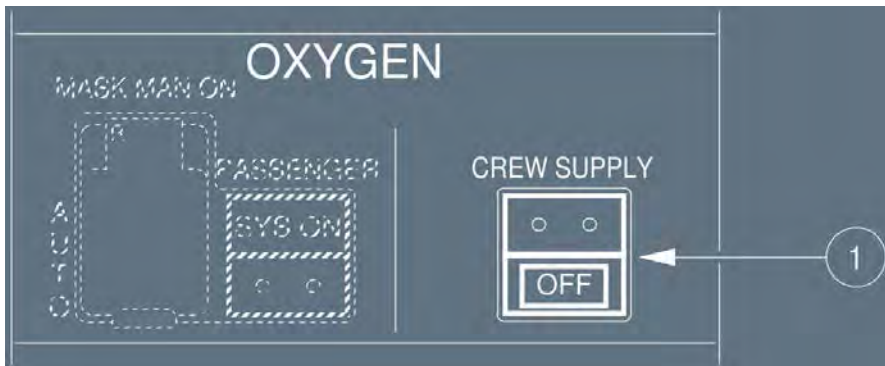 OXYGEN
MASK MAN ON
PASSENGER
CREW SUPPLY
AUTO
SYS ON
OFF
1